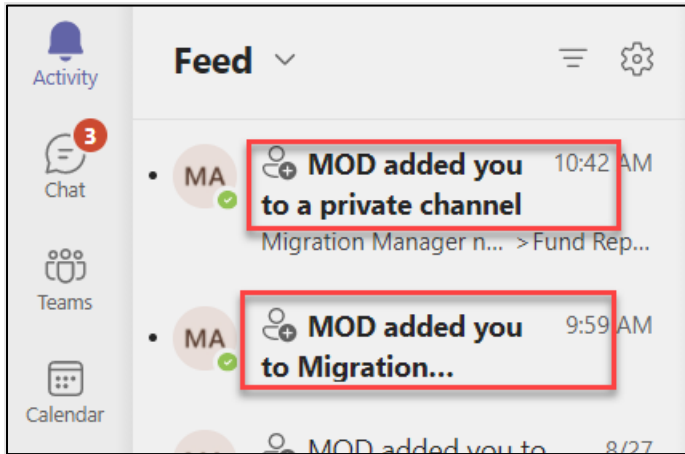 Activity
3
Chat
Teams
Calendar
Feed
MA
MOD added you 10:42 AM
to a private channel
Migration Manager n... >Fund Rep...
MA
MOD added you 9:59 AM
to Migration...
MOD added you to 8/27